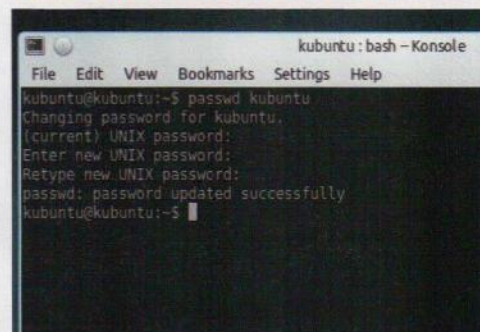 kubuntu : bash – Konsole
File Edit View Bookmarks Settings Help
kubuntu@kubuntu:~$ passwd kubuntu
Changing password for kubuntu.
(current) UNIX password:
Enter new UNIX password:
Retype new UNIX password:
passwd: password updated successfully
kubuntu@kubuntu:~$